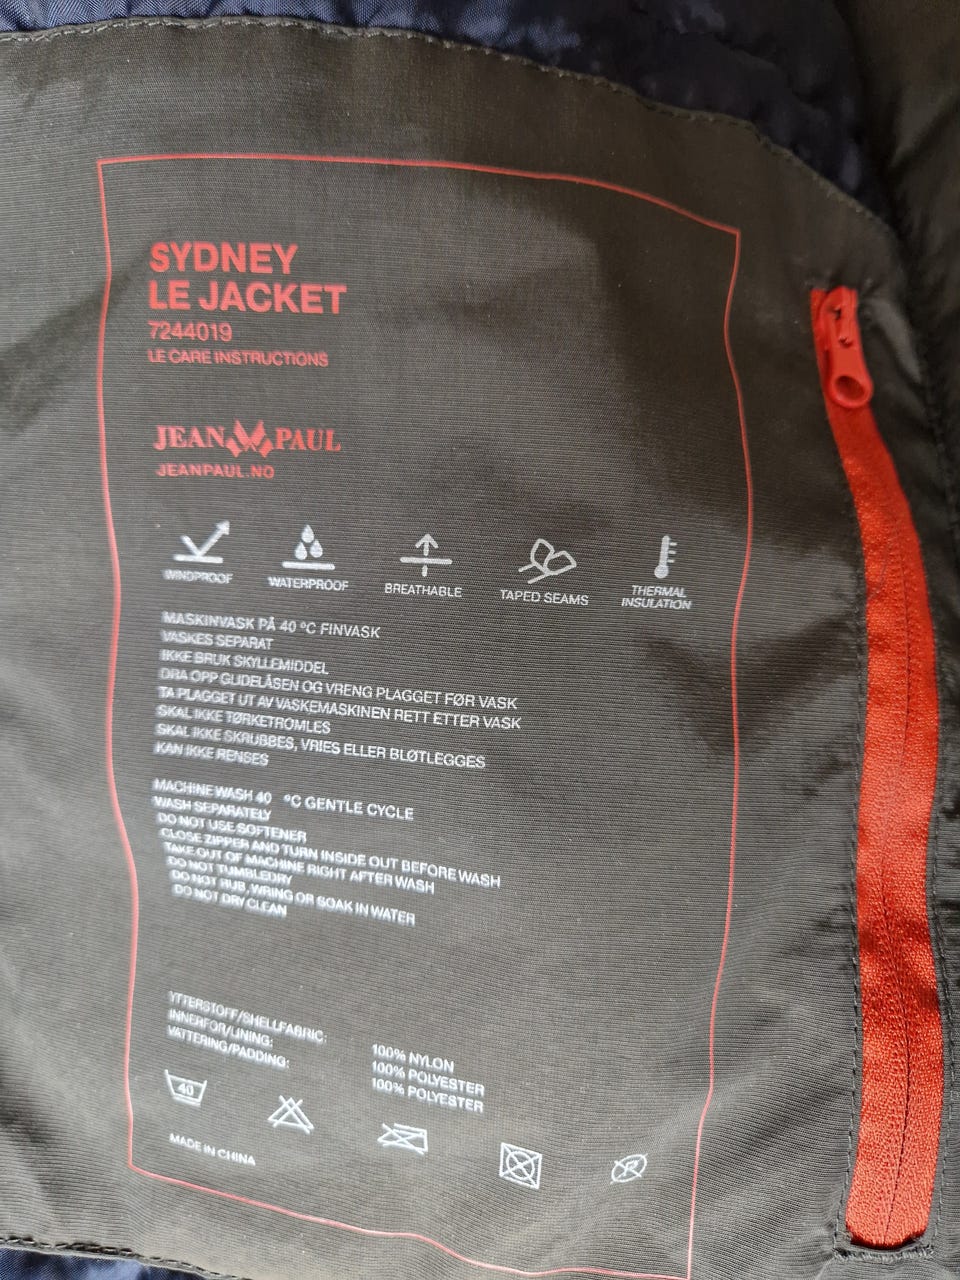 SYDNEY
LE JACKET
7244019
LE CARE INSTRUCTIONS
JEAN PAUL
JEANPAUL.NO
WINDPROOF
WATERPROOF
BREATHABLE
TAPED SEAMS
THERMAL
INSULATION
MASKINVASK PÅ 40 °C FINVASK
VASKES SEPARAT
IKKE BRUK SKYLLEMIDDEL
DRA OPP GLIDELÅSEN OG VRENG PLAGGET FØR VASK
TA PLAGGET UT AV VASKEMASKINEN RETT ETTER VASK
SKAL IKKE TØRKETROMLES
SKAL IKKE SKRUBBES, VRIES ELLER BLØTLEGGES
KAN IKKE RENSES
MACHINE WASH 40 °C GENTLE CYCLE
WASH SEPARATELY
DO NOT USE SOFTENER
CLOSE ZIPPER AND TURN INSIDE OUT BEFORE WASH
TAKE OUT OF MACHINE RIGHT AFTER WASH
DO NOT TUMBLEDRY
DO NOT RUB, WRING OR SOAK IN WATER
DO NOT DRY CLEAN
YTTERSTOFF/SHELLFABRIC: 100% NYLON
INNERFOR/LINING: 100% POLYESTER
VATTERING/PADDING: 100% POLYESTER
40
R
MADE IN CHINA